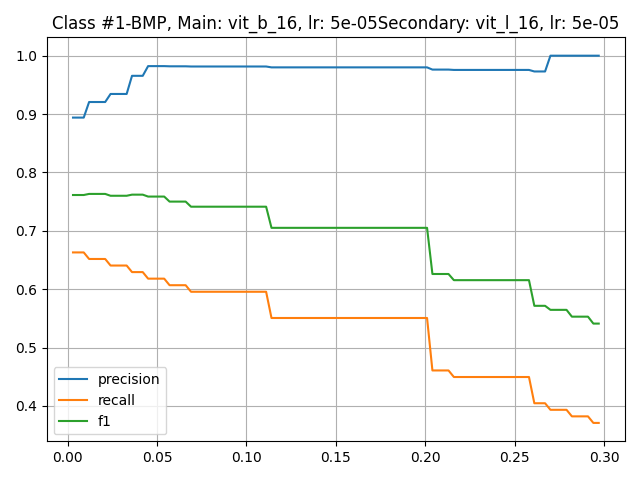 Class #1-BMP, Main: vit_b_16, lr: 5e-05Secondary: vit_l_16, lr: 5e-05
1.0
0.9
0.8
0.7
0.6
0.5
0.4
precision
recall
f1
0.00 0.05 0.10 0.15 0.20 0.25 0.30